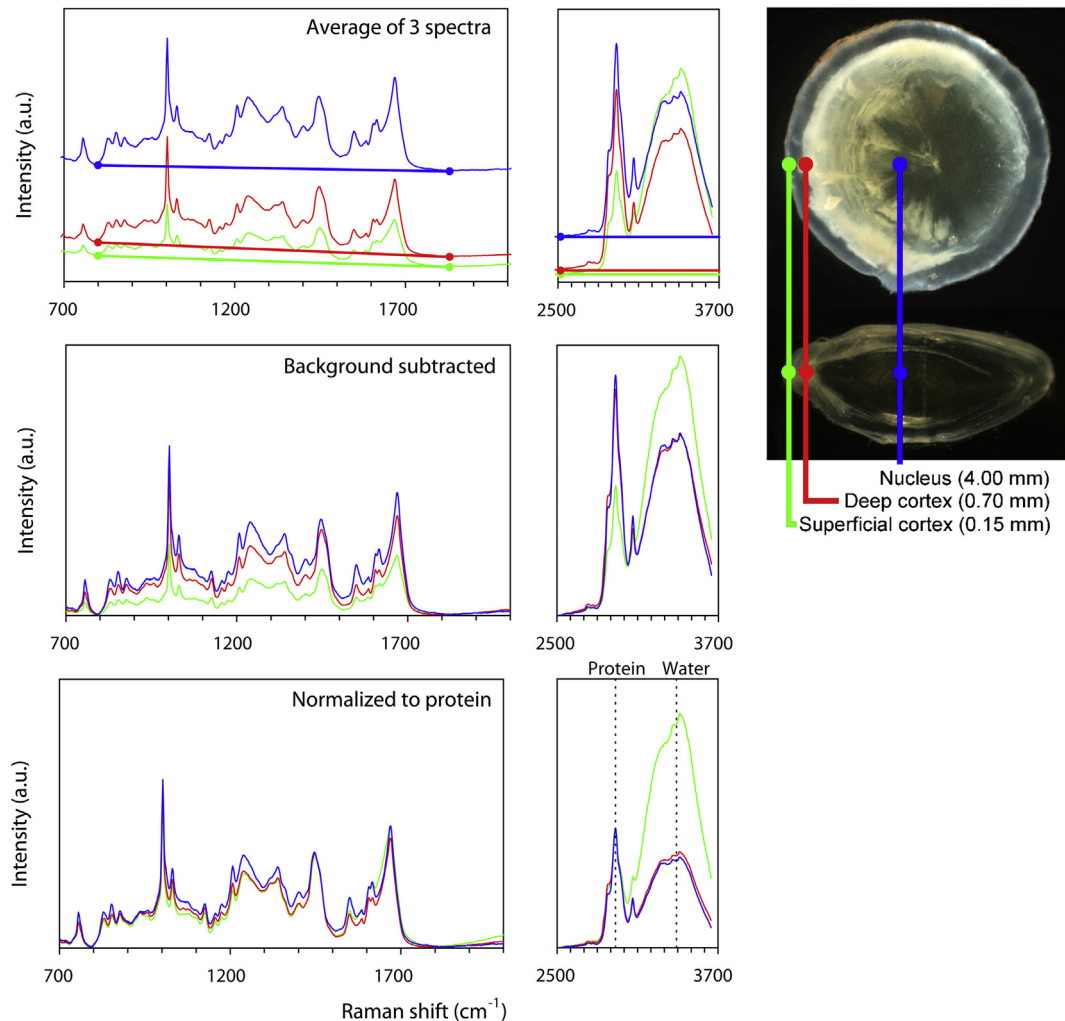 Average of 3 spectra
Intensity (a.u.)
700 1200 1700
2500 3700
Nucleus (4.00 mm)
Deep cortex (0.70 mm)
Superficial cortex (0.15 mm)
Background subtracted
Intensity (a.u.)
700 1200 1700
2500 3700
Protein Water
Normalized to protein
Intensity (a.u.)
700 1200 1700
2500 3700
Raman shift (cm⁻¹)